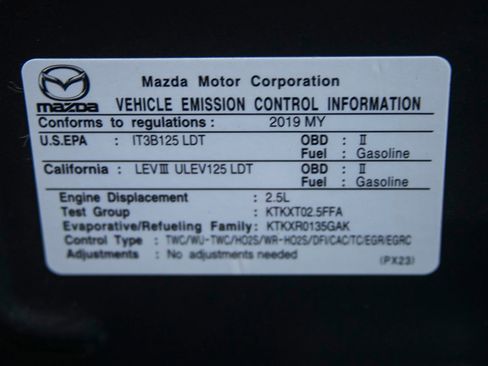 Mazda Motor Corporation
mazda VEHICLE EMISSION CONTROL INFORMATION
Conforms to regulations : 2019 MY
U.S.EPA : IT3B125 LDT OBD : II
Fuel : Gasoline
California : LEVIII ULEV125 LDT OBD : II
Fuel : Gasoline
Engine Displacement : 2.5L
Test Group : KTKXT02.5FFA
Evaporative/Refueling Family: KTKXR0135GAK
Control Type : TWC/WU-TWC/HO2S/WR-HO2S/DFI/CAC/TC/EGR/EGRC
Adjustments : No adjustments needed
(PX23)